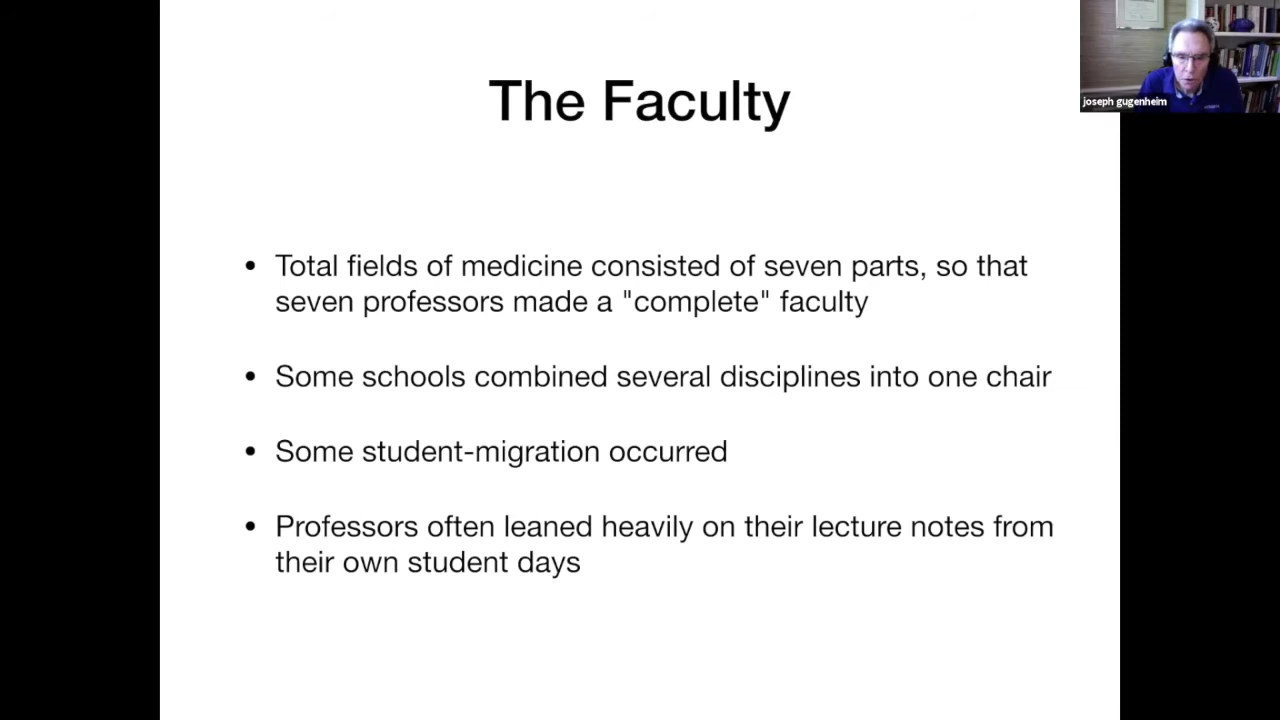 The Faculty
joseph gugenheim
• Total fields of medicine consisted of seven parts, so that
seven professors made a "complete" faculty
• Some schools combined several disciplines into one chair
• Some student-migration occurred
• Professors often leaned heavily on their lecture notes from
their own student days